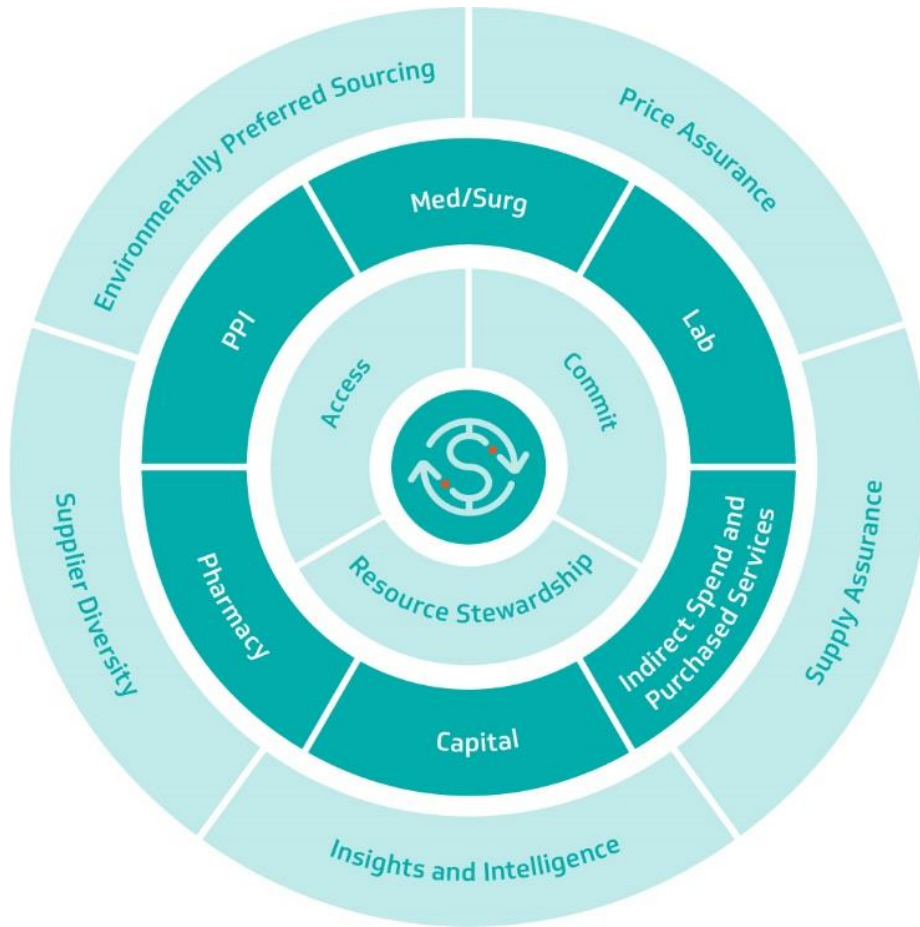 Environmentally Preferred Sourcing
Price Assurance
Supply Assurance
Insights and Intelligence
Supplier Diversity
Med/Surg
Lab
Indirect Spend and
Purchased Services
Capital
Pharmacy
PPI
Access
Commit
Resource Stewardship